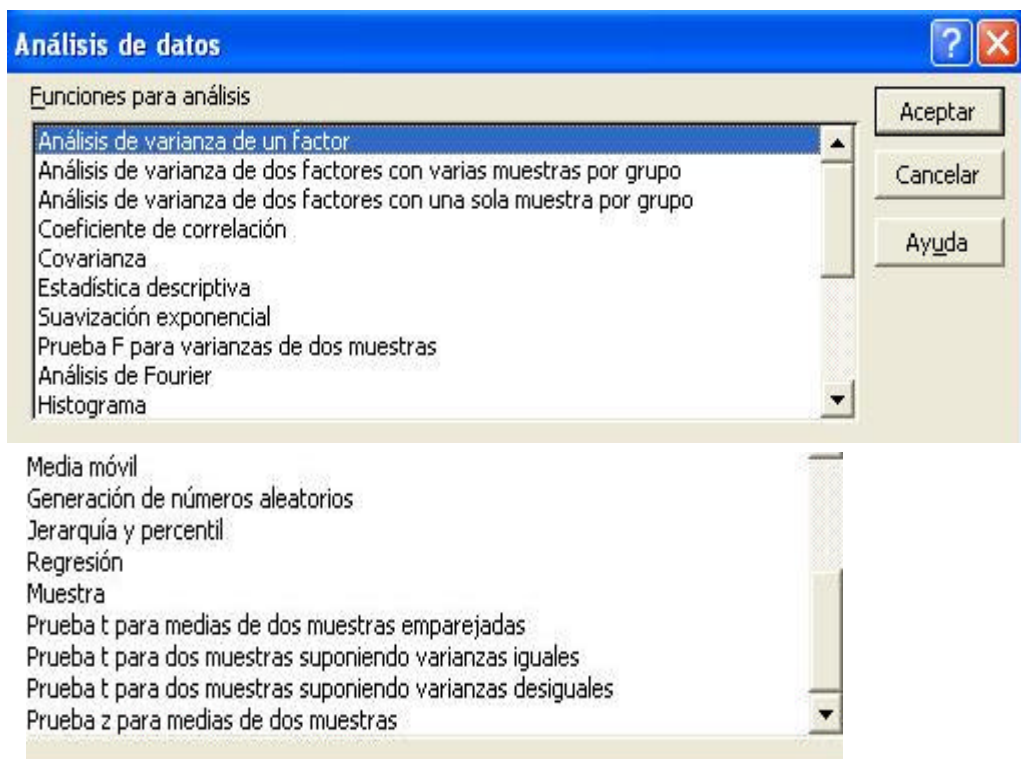 Análisis de datos
Funciones para análisis
Análisis de varianza de un factor
Análisis de varianza de dos factores con varias muestras por grupo
Análisis de varianza de dos factores con una sola muestra por grupo
Coeficiente de correlación
Covarianza
Estadística descriptiva
Suavización exponencial
Prueba F para varianzas de dos muestras
Análisis de Fourier
Histograma
Aceptar
Cancelar
Ayuda
Media móvil
Generación de números aleatorios
Jerarquía y percentil
Regresión
Muestra
Prueba t para medias de dos muestras emparejadas
Prueba t para dos muestras suponiendo varianzas iguales
Prueba t para dos muestras suponiendo varianzas desiguales
Prueba z para medias de dos muestras